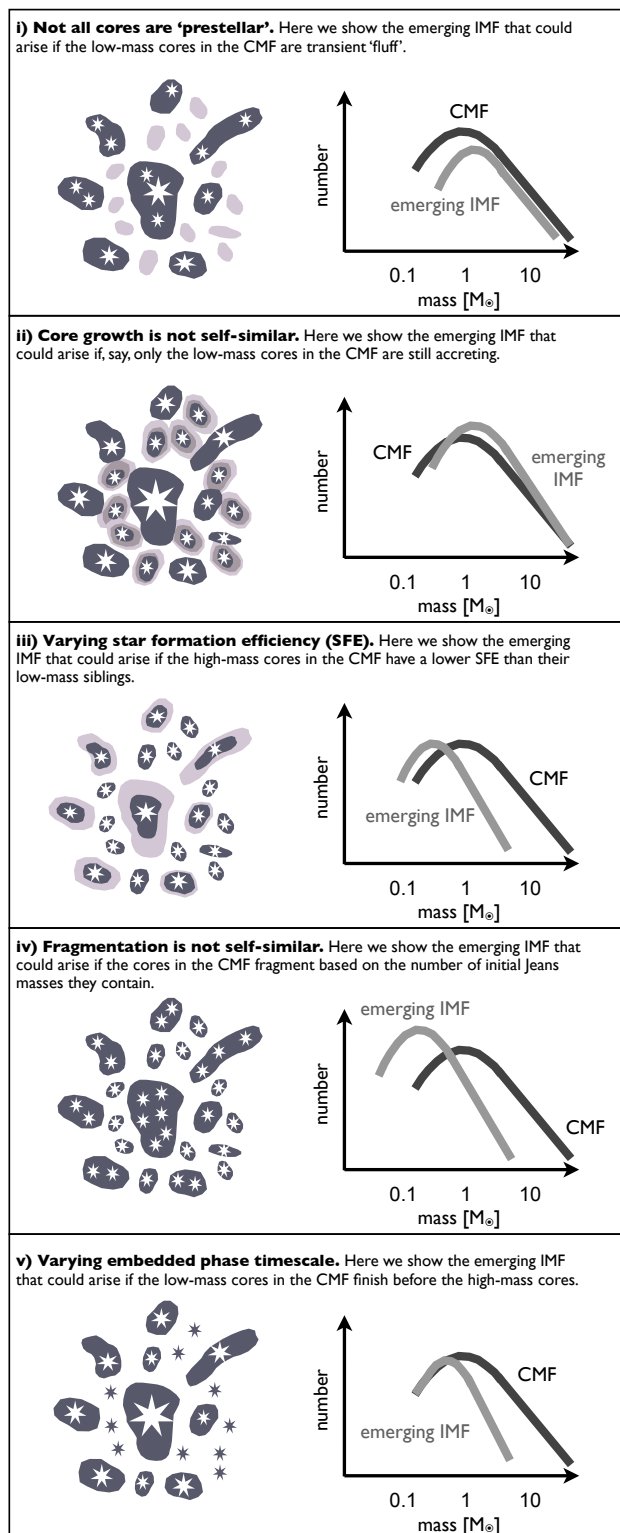 i) Not all cores are ‘prestellar’. Here we show the emerging IMF that could
arise if the low-mass cores in the CMF are transient ‘fluff’.
CMF
number
emerging IMF
0.1 1 10
mass [M⊙]
ii) Core growth is not self-similar. Here we show the emerging IMF that
could arise if, say, only the low-mass cores in the CMF are still accreting.
number
CMF
emerging
IMF
0.1 1 10
mass [M⊙]
iii) Varying star formation efficiency (SFE). Here we show the emerging
IMF that could arise if the high-mass cores in the CMF have a lower SFE than their
low-mass siblings.
number
CMF
emerging IMF
0.1 1 10
mass [M⊙]
iv) Fragmentation is not self-similar. Here we show the emerging IMF that
could arise if the cores in the CMF fragment based on the number of initial Jeans
masses they contain.
emerging IMF
number
CMF
0.1 1 10
mass [M⊙]
v) Varying embedded phase timescale. Here we show the emerging IMF
that could arise if the low-mass cores in the CMF finish before the high-mass cores.
number
CMF
emerging IMF
0.1 1 10
mass [M⊙]